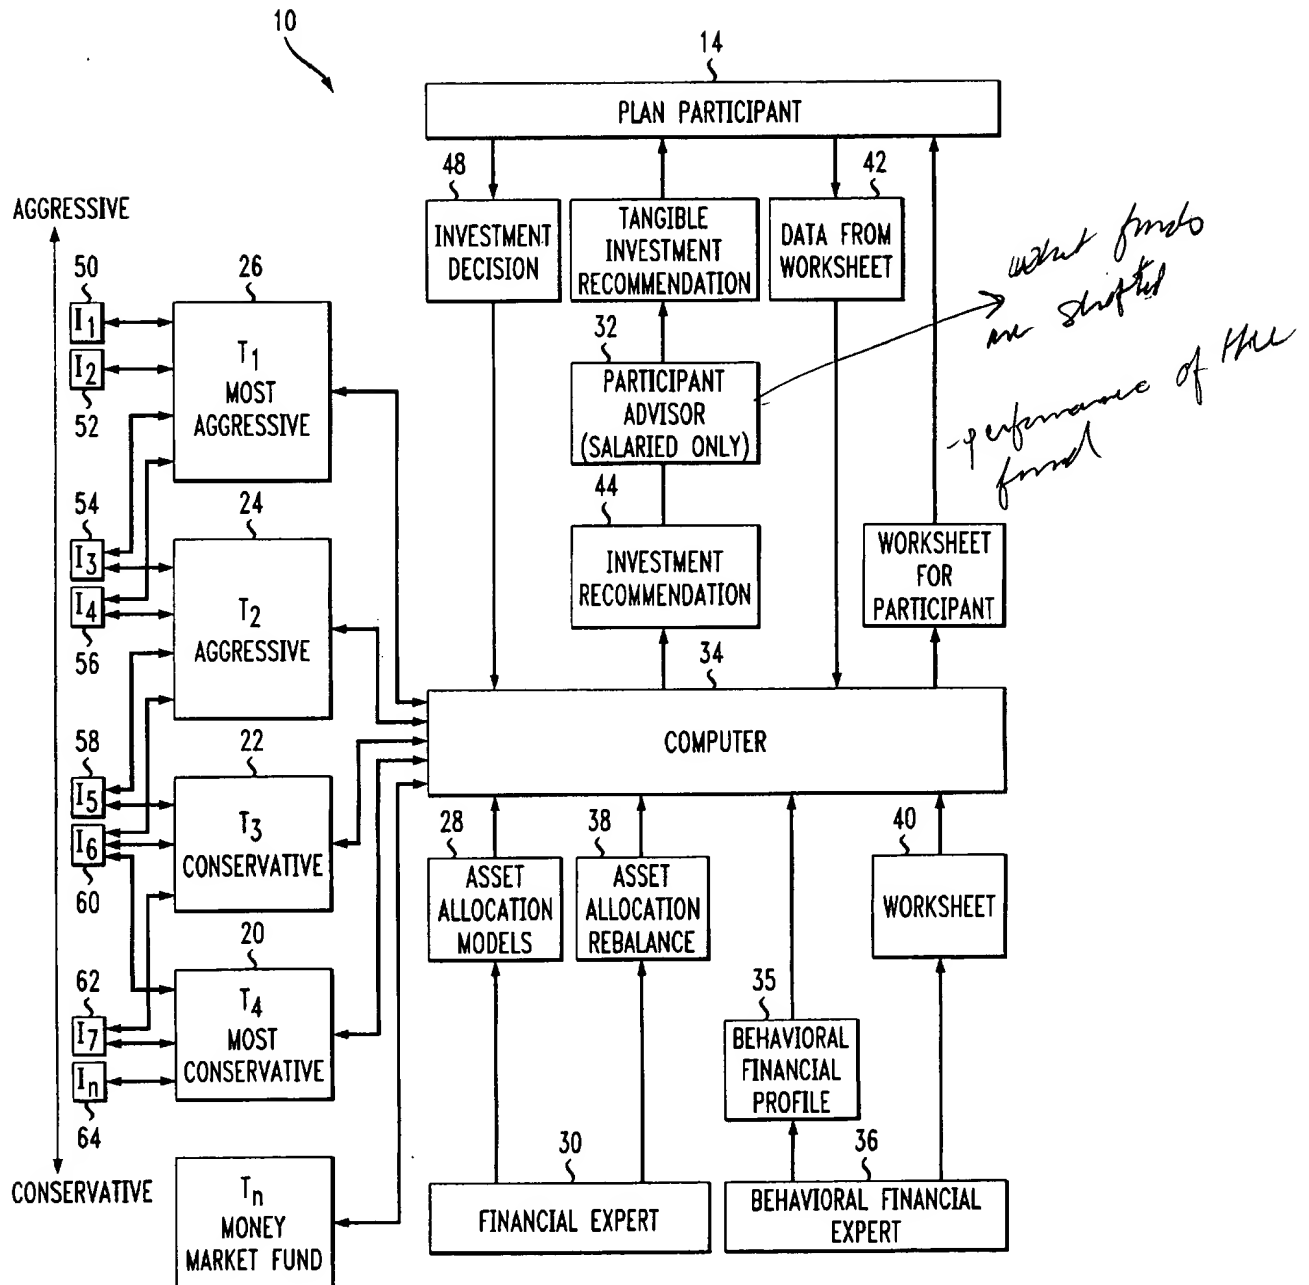 10
14
PLAN PARTICIPANT
48
42
AGGRESSIVE
INVESTMENT
DECISION
TANGIBLE
INVESTMENT
RECOMMENDATION
DATA FROM
WORKSHEET
what funds
are shifted
-performance of the
fund
50
I1
I2
52
26
T1
MOST
AGGRESSIVE
32
PARTICIPANT
ADVISOR
(SALARIED ONLY)
44
INVESTMENT
RECOMMENDATION
WORKSHEET
FOR
PARTICIPANT
54
I3
I4
56
24
T2
AGGRESSIVE
34
COMPUTER
58
I5
I6
60
22
T3
CONSERVATIVE
28
ASSET
ALLOCATION
MODELS
38
ASSET
ALLOCATION
REBALANCE
40
WORKSHEET
62
I7
In
64
20
T4
MOST
CONSERVATIVE
35
BEHAVIORAL
FINANCIAL
PROFILE
CONSERVATIVE
Tn
MONEY
MARKET FUND
30
FINANCIAL EXPERT
36
BEHAVIORAL FINANCIAL
EXPERT